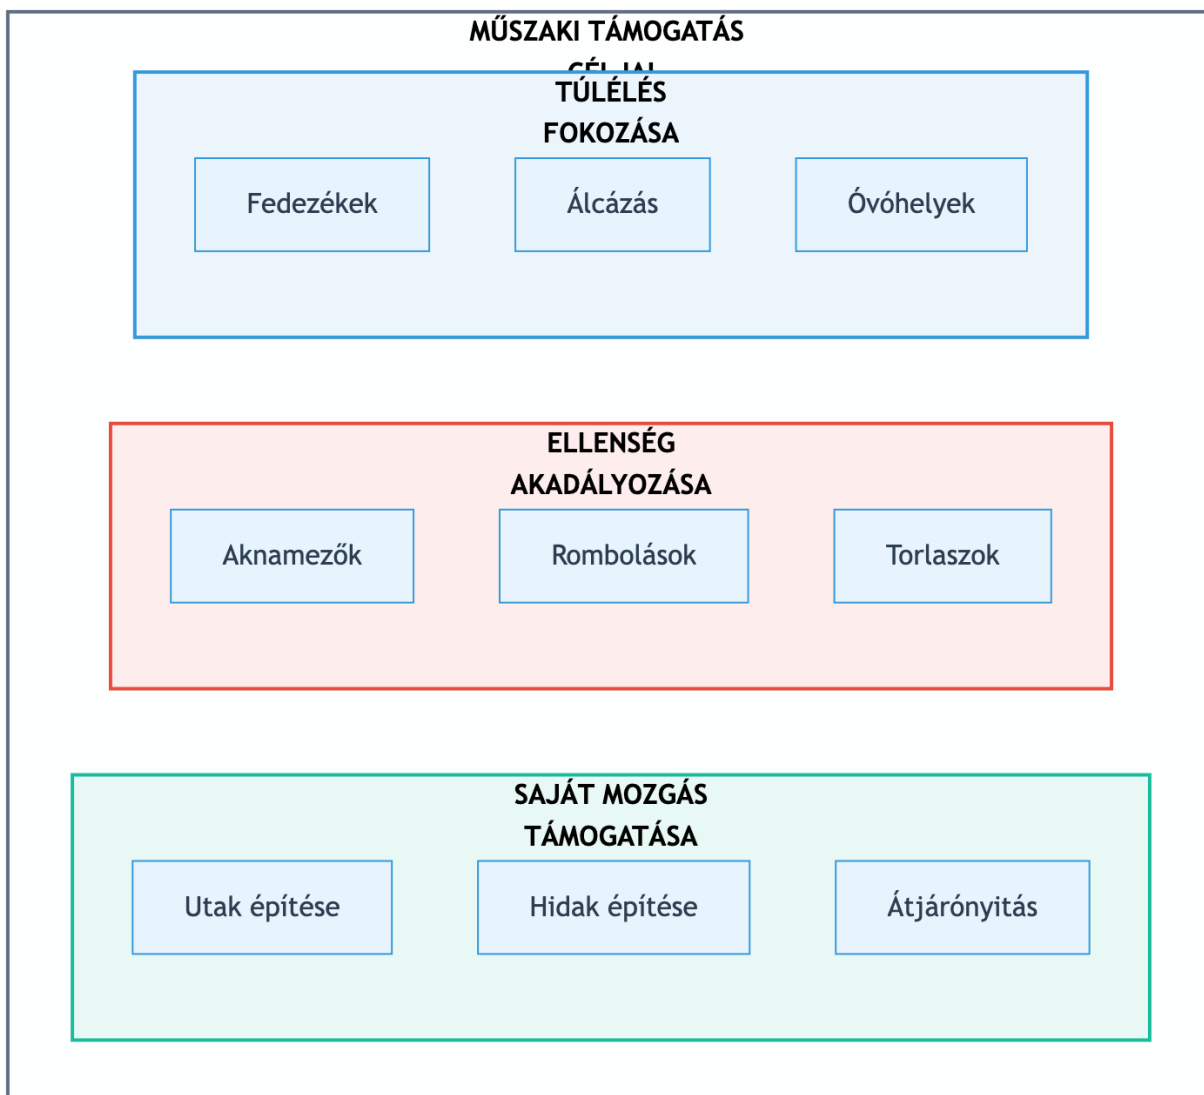 MŰSZAKI TÁMOGATÁS
CÉLJAI
TÚLÉLÉS
FOKOZÁSA
Fedezékek Álcázás Óvóhelyek
ELLENSÉG
AKADÁLYOZÁSA
Aknamezők Rombolások Torlaszok
SAJÁT MOZGÁS
TÁMOGATÁSA
Utak építése Hidak építése Átjárónyitás